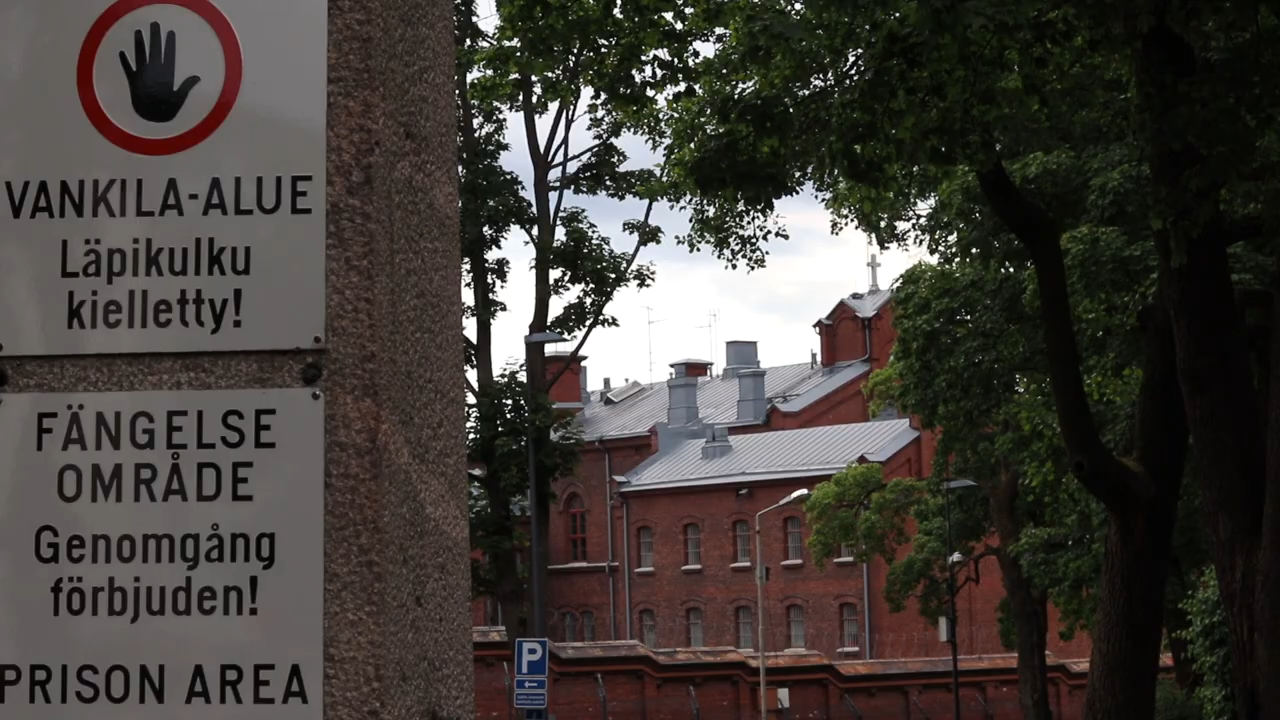 VANKILA-ALUE
Läpikulku
kielletty!
FÄNGELSE
OMRÅDE
Genomgång
förbjuden!
PRISON AREA
P